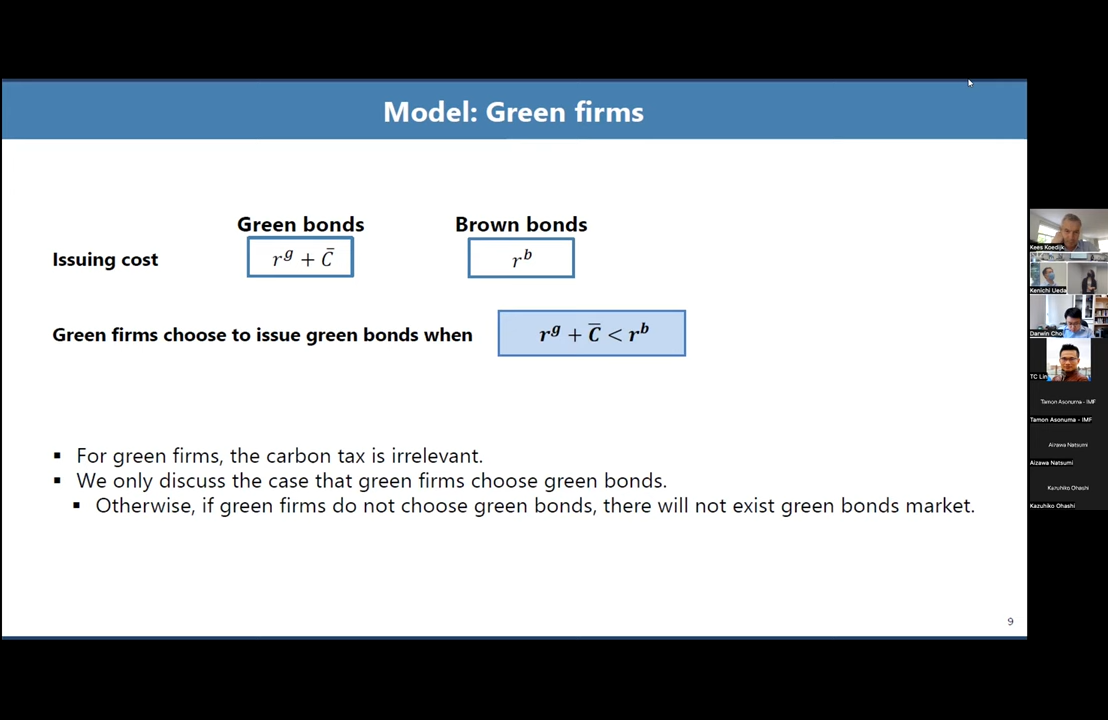 Model: Green firms
Green bonds Brown bonds
Issuing cost r^g + C̄ r^b
Green firms choose to issue green bonds when r^g + C̄ < r^b
▪ For green firms, the carbon tax is irrelevant.
▪ We only discuss the case that green firms choose green bonds.
▪ Otherwise, if green firms do not choose green bonds, there will not exist green bonds market.
9
Kees Koedijk
Kenichi Ueda
Darwin Cho
TC Lin
Tamon Asonuma - IMF
Tamon Asonuma - IMF
Aizawa Natsumi
Aizawa Natsumi
Kazuhiko Ohashi
Kazuhiko Ohashi